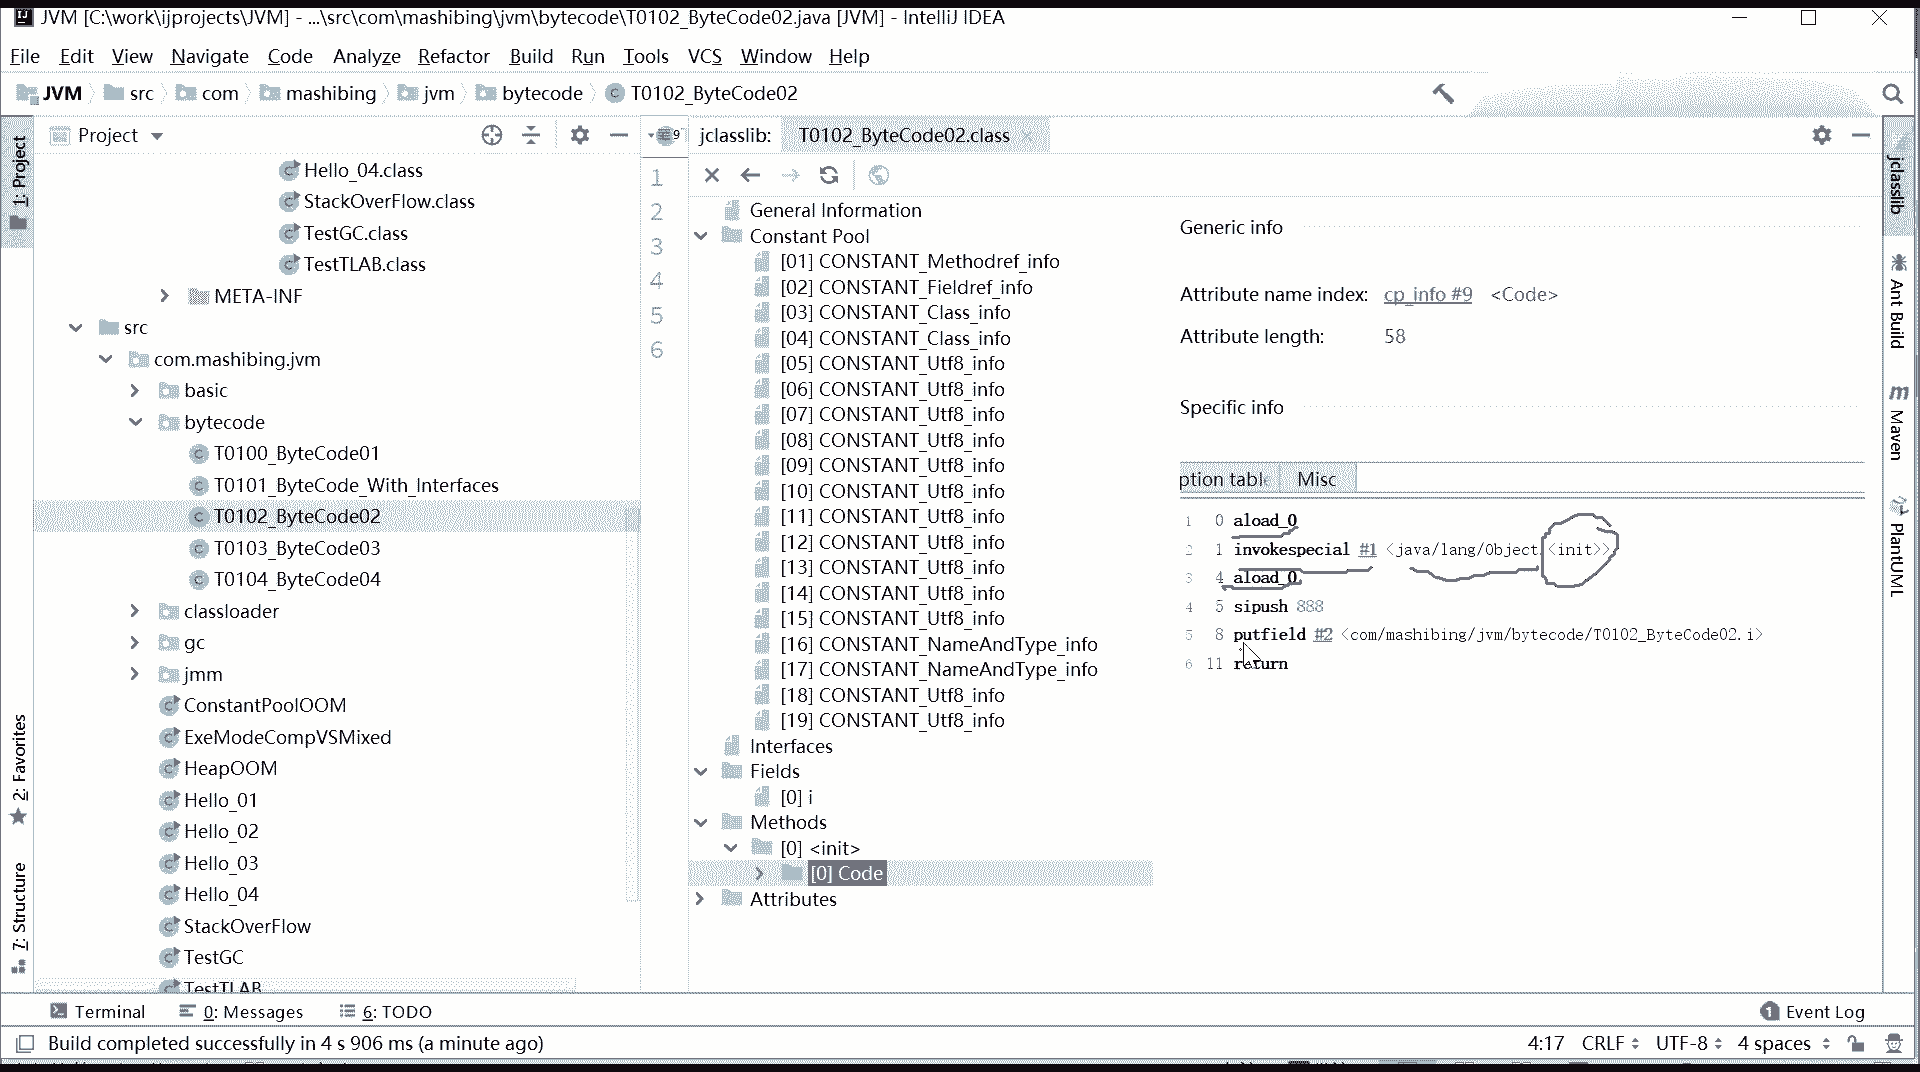 JVM [C:\work\ijprojects\JVM] - ...\src\com\mashibing\jvm\bytecode\T0102_ByteCode02.java [JVM] - IntelliJ IDEA
File Edit View Navigate Code Analyze Refactor Build Run Tools VCS Window Help
JVM src com mashibing jvm bytecode T0102_ByteCode02
1: Project
2: Favorites
7: Structure
Project
Hello_04.class
StackOverFlow.class
TestGC.class
TestTLAB.class
META-INF
src
com.mashibing.jvm
basic
bytecode
T0100_ByteCode01
T0101_ByteCode_With_Interfaces
T0102_ByteCode02
T0103_ByteCode03
T0104_ByteCode04
classloader
gc
jmm
ConstantPoolOOM
ExeModeCompVSMixed
HeapOOM
Hello_01
Hello_02
Hello_03
Hello_04
StackOverFlow
TestGC
TestTLAB
9
1
2
3
4
5
6
jclasslib: T0102_ByteCode02.class
General Information
Constant Pool
[01] CONSTANT_Methodref_info
[02] CONSTANT_Fieldref_info
[03] CONSTANT_Class_info
[04] CONSTANT_Class_info
[05] CONSTANT_Utf8_info
[06] CONSTANT_Utf8_info
[07] CONSTANT_Utf8_info
[08] CONSTANT_Utf8_info
[09] CONSTANT_Utf8_info
[10] CONSTANT_Utf8_info
[11] CONSTANT_Utf8_info
[12] CONSTANT_Utf8_info
[13] CONSTANT_Utf8_info
[14] CONSTANT_Utf8_info
[15] CONSTANT_Utf8_info
[16] CONSTANT_NameAndType_info
[17] CONSTANT_NameAndType_info
[18] CONSTANT_Utf8_info
[19] CONSTANT_Utf8_info
Interfaces
Fields
[0] i
Methods
[0] <init>
[0] Code
Attributes
Generic info
Attribute name index: cp_info #9 <Code>
Attribute length: 58
Specific info
ption table Misc
1 0 aload_0
2 1 invokespecial #1 <java/lang/Object.<init>>
3 4 aload_0
4 5 sipush 888
5 8 putfield #2 <com/mashibing/jvm/bytecode/T0102_ByteCode02.i>
6 11 return
jclasslib
Ant Build
Maven
PlantUML
Terminal 0: Messages 6: TODO 1 Event Log
Build completed successfully in 4 s 906 ms (a minute ago) 4:17 CRLF UTF-8 4 spaces